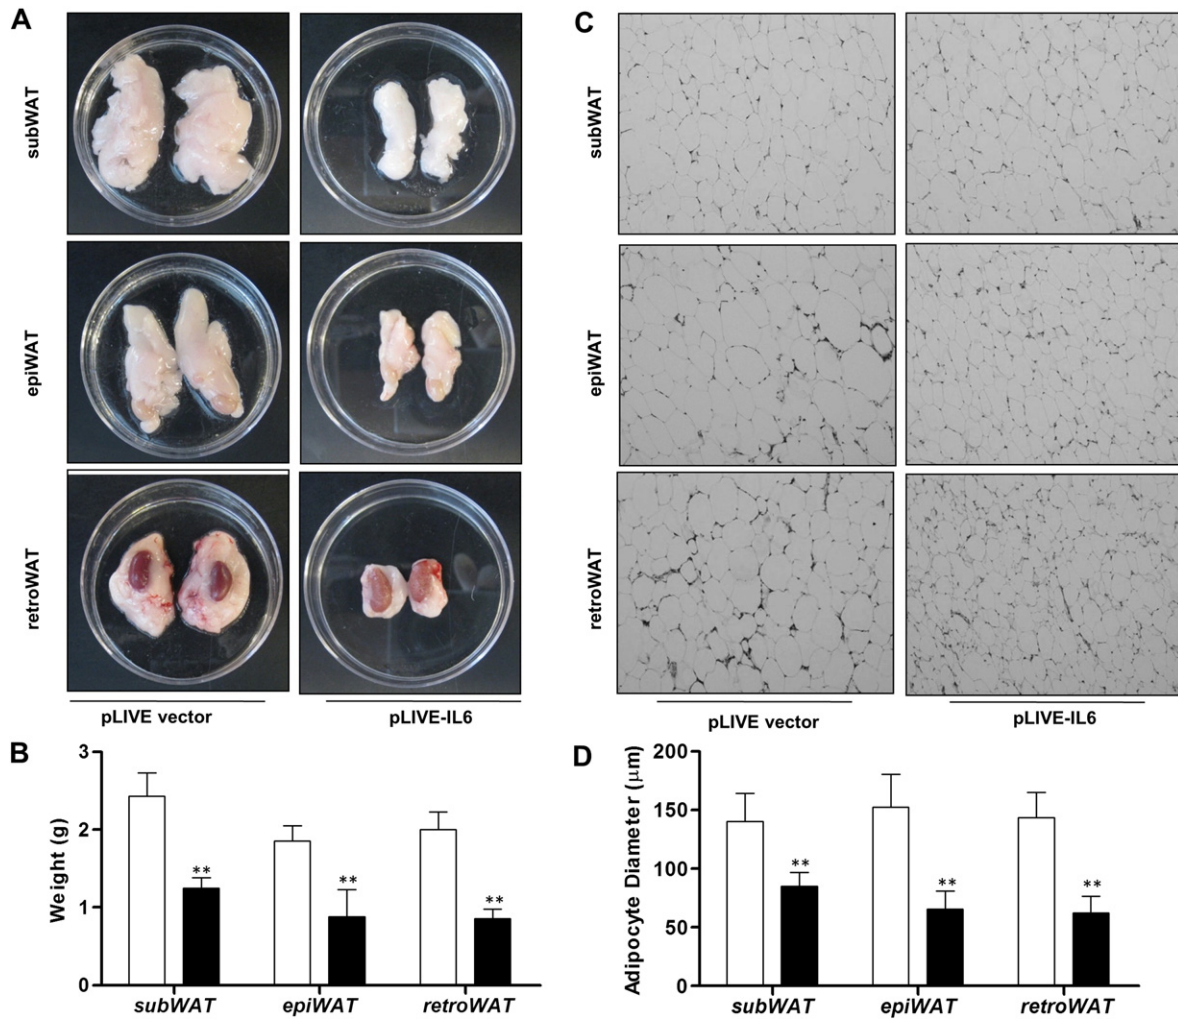 A
subWAT
epiWAT
retroWAT
pLIVE vector
pLIVE-IL6
C
subWAT
epiWAT
retroWAT
pLIVE vector
pLIVE-IL6
B
Weight (g)
3
2
1
0
**
**
**
subWAT
epiWAT
retroWAT
D
Adipocyte Diameter (μm)
200
150
100
50
0
**
**
**
subWAT
epiWAT
retroWAT